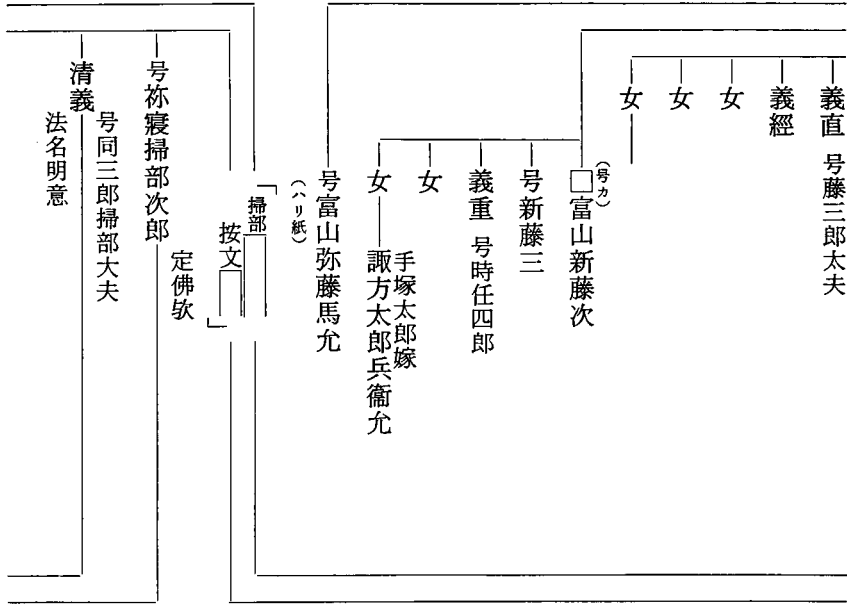 義直　号藤三郎太夫
義經
女
女
女
(号カ)
□富山新藤次
号新藤三
義重　号時任四郎
女
手塚太郎嫁
女　諏方太郎兵衞允
号富山弥藤馬允
(ハリ紙)
「掃部□
按文□」
定佛欤
号祢寢掃部次郎
号同三郎掃部大夫
清義
法名明意